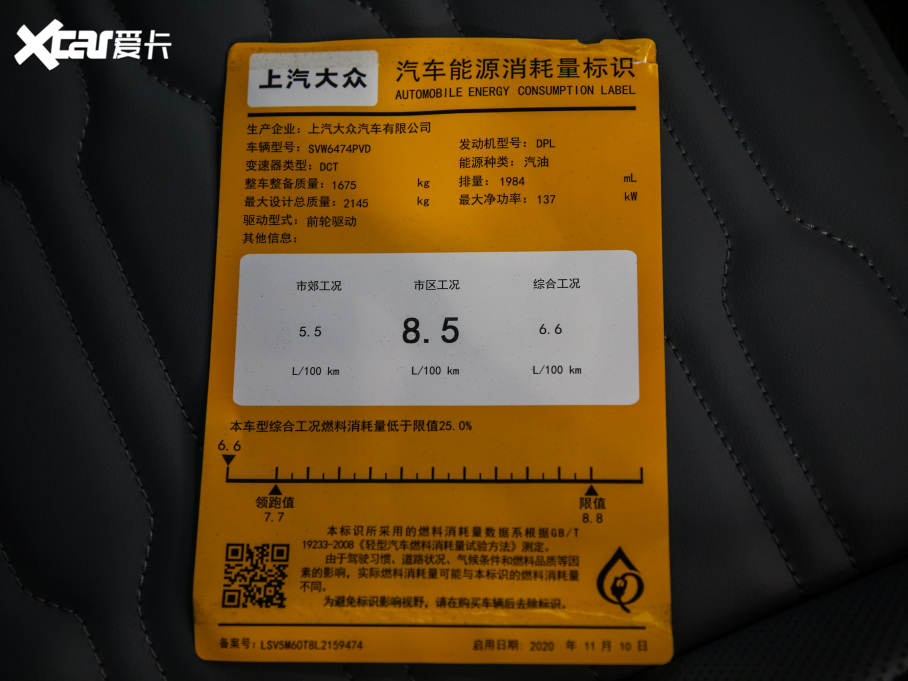 Xcar爱卡
上汽大众
汽车能源消耗量标识
AUTOMOBILE ENERGY CONSUMPTION LABEL
生产企业：上汽大众汽车有限公司
车辆型号：SVW6474PVD 发动机型号：DPL
变速器类型：DCT 能源种类：汽油
整车整备质量：1675 kg 排量：1984 mL
最大设计总质量：2145 kg 最大净功率：137 kW
驱动型式：前轮驱动
其他信息：
市郊工况 市区工况 综合工况
5.5 8.5 6.6
L/100 km L/100 km L/100 km
本车型综合工况燃料消耗量低于限值25.0%
6.6
领跑值 限值
7.7 8.8
本标识所采用的燃料消耗量数据系根据GB/T
19233-2008《轻型汽车燃料消耗量试验方法》测定。
由于驾驶习惯、道路状况、气候条件和燃料品质等因
素的影响，实际燃料消耗量可能与本标识的燃料消耗量
不同。
为避免标识影响视野，请在购买车辆后去除标识。
备案号：LSV5M60T8L2159474 启用日期：2020 年 11 月 10 日